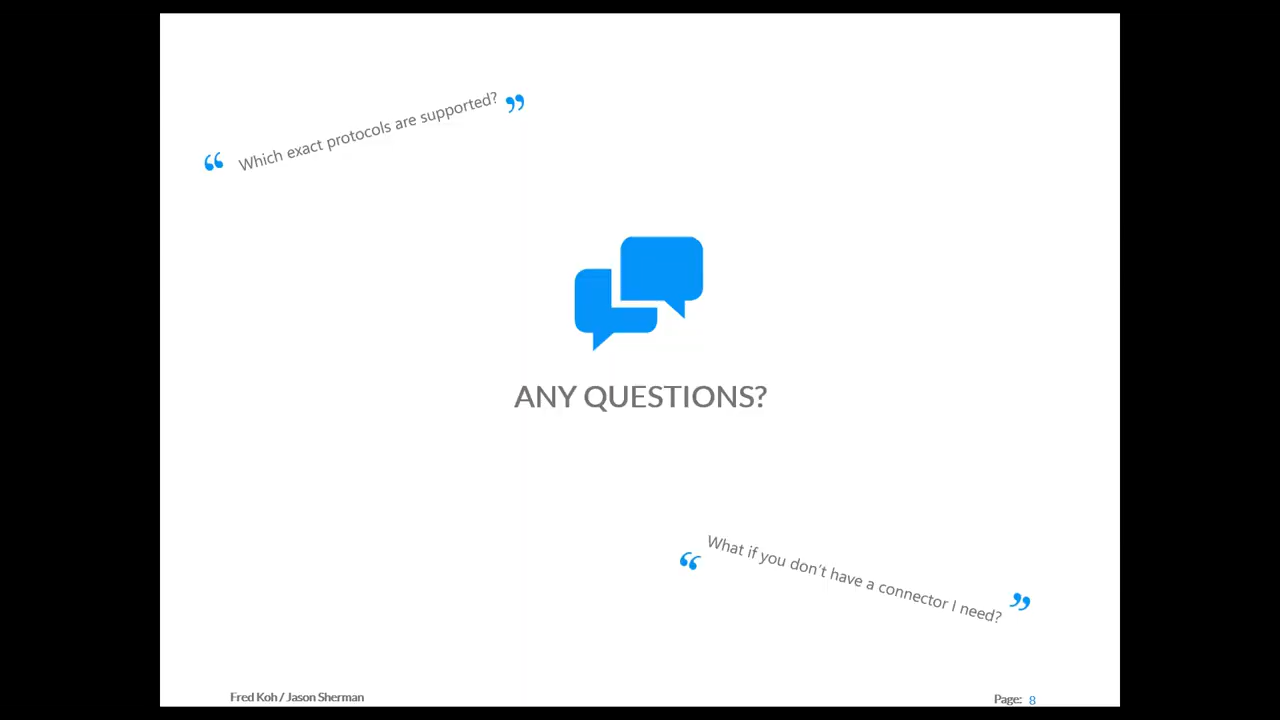 “ Which exact protocols are supported? ”
ANY QUESTIONS?
“ What if you don't have a connector I need? ”
Fred Koh / Jason Sherman
Page: 8